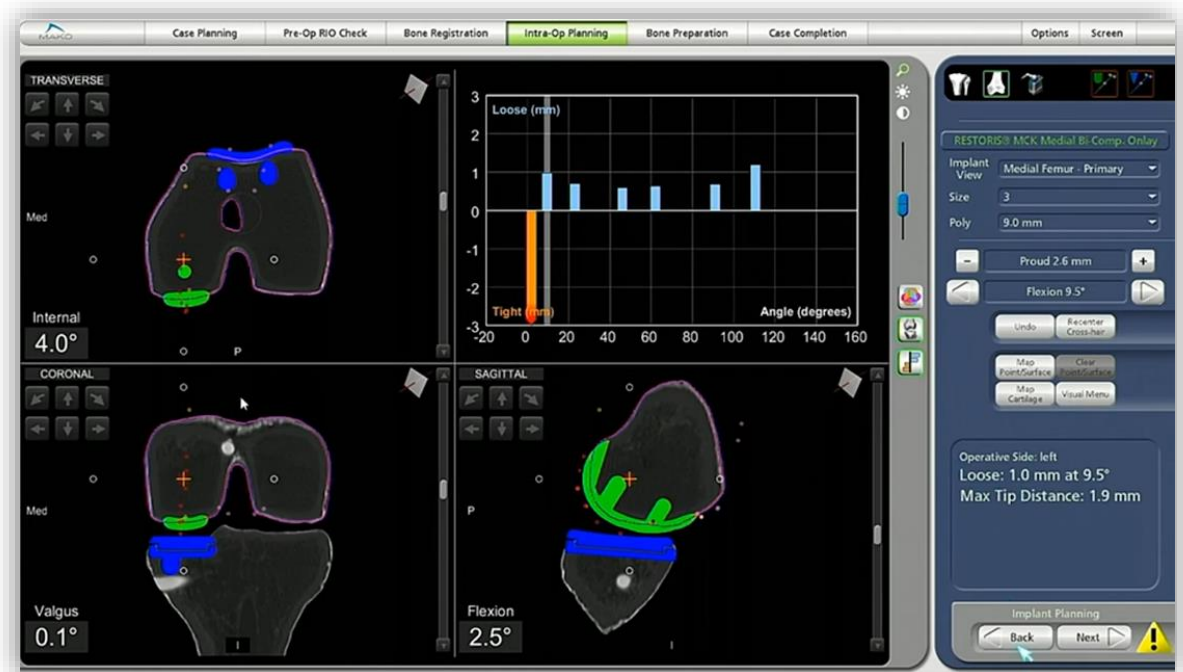 MAKO
Case Planning
Pre-Op RIO Check
Bone Registration
Intra-Op Planning
Bone Preparation
Case Completion
Options
Screen
TRANSVERSE
Med
Internal
4.0°
P
3
2
1
0
-1
-2
-3
Loose (mm)
Tight (mm)
Angle (degrees)
-20 0 20 40 60 80 100 120 140 160
CORONAL
Med
Valgus
0.1°
I
SAGITTAL
P
Flexion
2.5°
I
RESTORIS® MCK Medial Bi-Comp. Onlay
Implant
View
Medial Femur - Primary
Size
3
Poly
9.0 mm
-
Proud 2.6 mm
+
Flexion 9.5°
Undo
Recenter
Cross-hair
Map
Point/Surface
Clear
Point/Surface
Map
Cartilage
Visual Menu
Operative Side: left
Loose: 1.0 mm at 9.5°
Max Tip Distance: 1.9 mm
Implant Planning
Back
Next
!